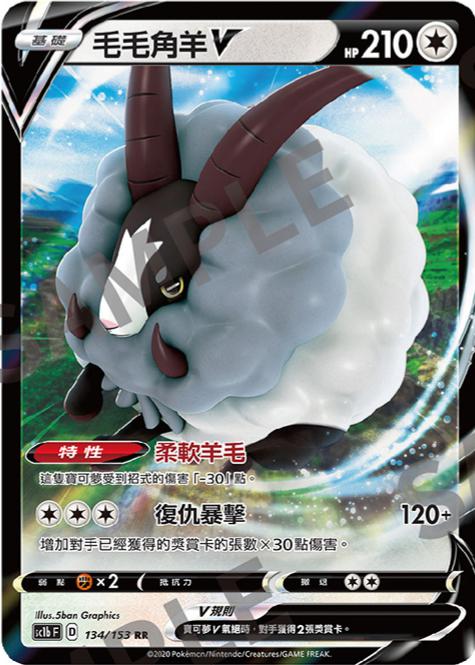 基礎 毛毛角羊V HP 210
特性 柔軟羊毛
這隻寶可夢受到招式的傷害「-30」點。
復仇暴擊 120+
增加對手已經獲得的獎賞卡的張數×30點傷害。
弱點 ×2 抵抗力 撤退
Illus.5ban Graphics
V規則
sc1b F D 134/153 RR
寶可夢V氣絕時,對手獲得2張獎賞卡。
©2020 Pokémon/Nintendo/Creatures/GAME FREAK.
SAMPLE